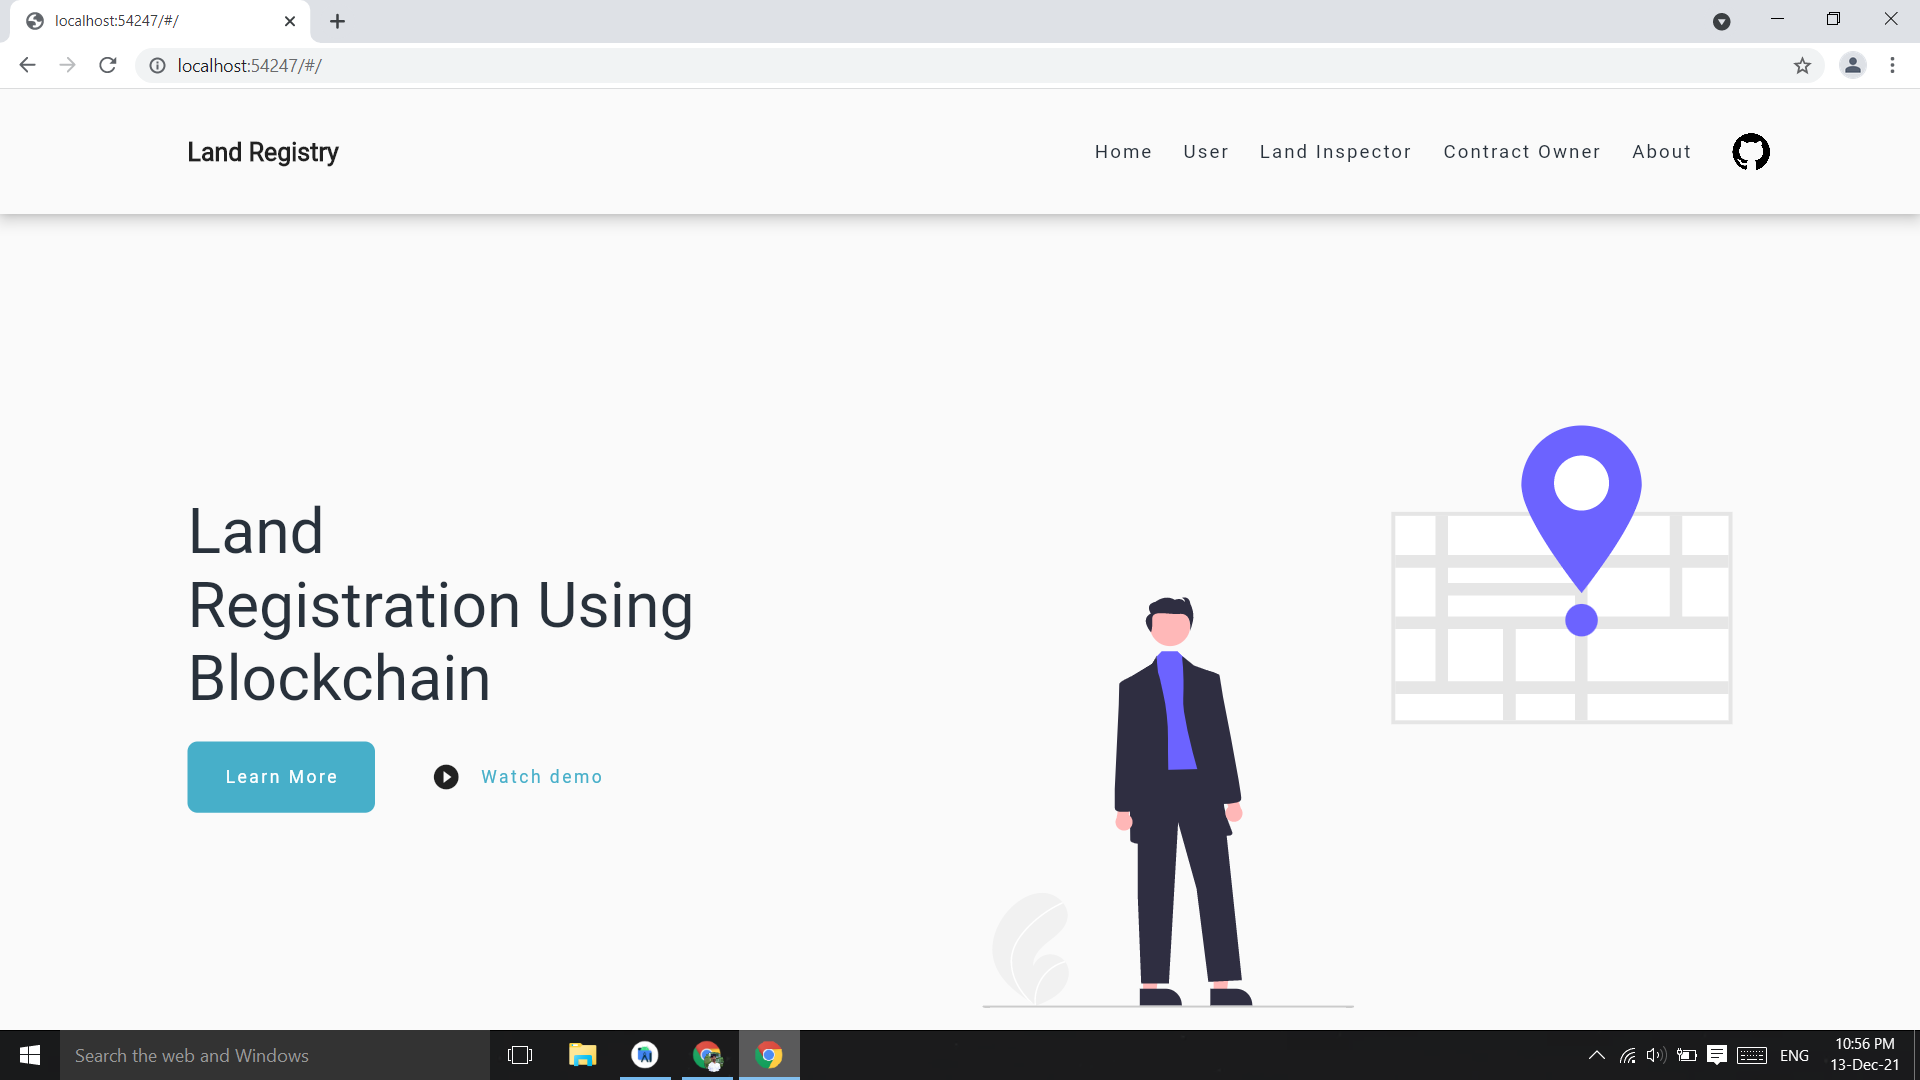 localhost:54247/#/
localhost:54247/#/
Land Registry
Home User Land Inspector Contract Owner About
Land
Registration Using
Blockchain
Learn More Watch demo
Search the web and Windows
ENG
10:56 PM
13-Dec-21